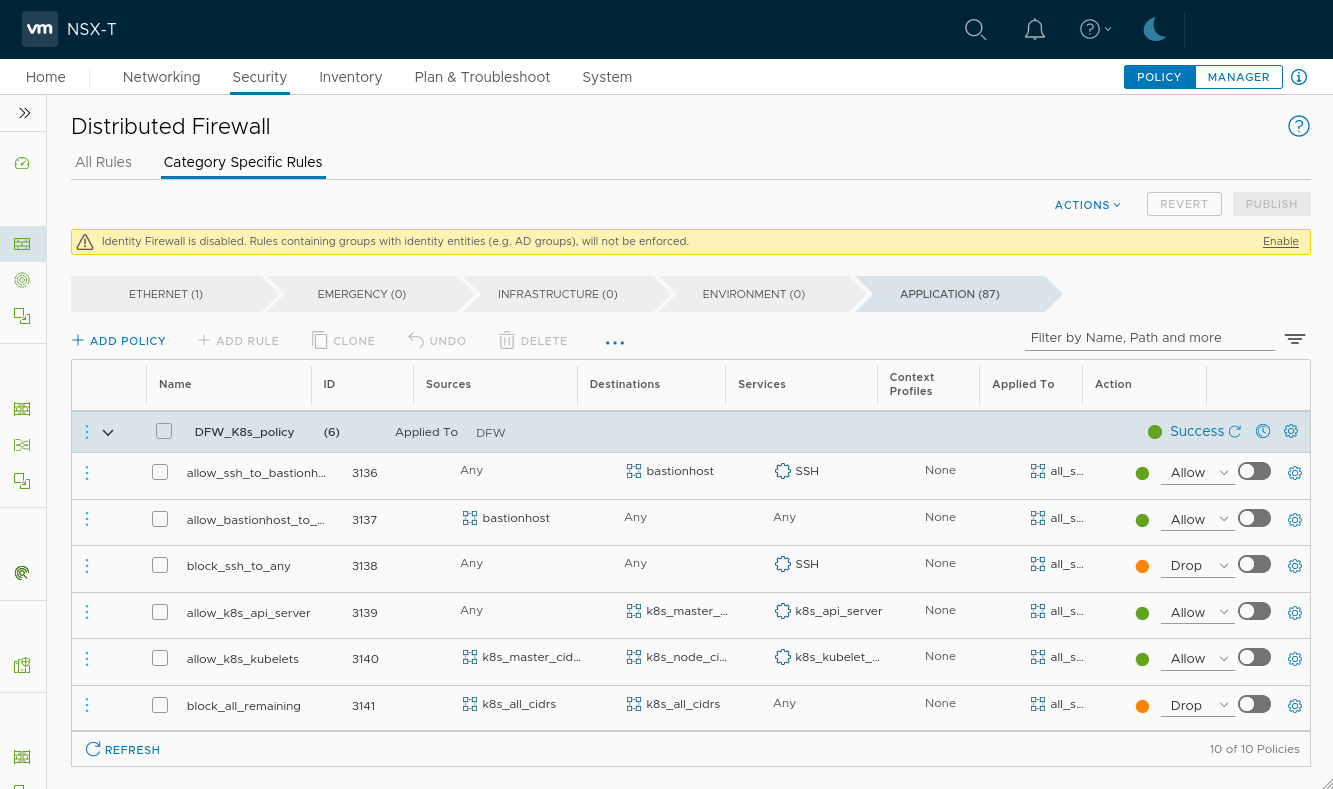 vm NSX-T
Home Networking Security Inventory Plan & Troubleshoot System POLICY MANAGER
Distributed Firewall
All Rules Category Specific Rules
ACTIONS REVERT PUBLISH
Identity Firewall is disabled. Rules containing groups with identity entities (e.g. AD groups), will not be enforced. Enable
ETHERNET (1) EMERGENCY (0) INFRASTRUCTURE (0) ENVIRONMENT (0) APPLICATION (87)
+ ADD POLICY + ADD RULE CLONE UNDO DELETE ... Filter by Name, Path and more
Name ID Sources Destinations Services Context Profiles Applied To Action
DFW_K8s_policy (6) Applied To DFW Success
allow_ssh_to_bastionh... 3136 Any bastionhost SSH None all_s... Allow
allow_bastionhost_to_... 3137 bastionhost Any Any None all_s... Allow
block_ssh_to_any 3138 Any Any SSH None all_s... Drop
allow_k8s_api_server 3139 Any k8s_master_... k8s_api_server None all_s... Allow
allow_k8s_kubelets 3140 k8s_master_cid... k8s_node_ci... k8s_kubelet_... None all_s... Allow
block_all_remaining 3141 k8s_all_cidrs k8s_all_cidrs Any None all_s... Drop
REFRESH 10 of 10 Policies